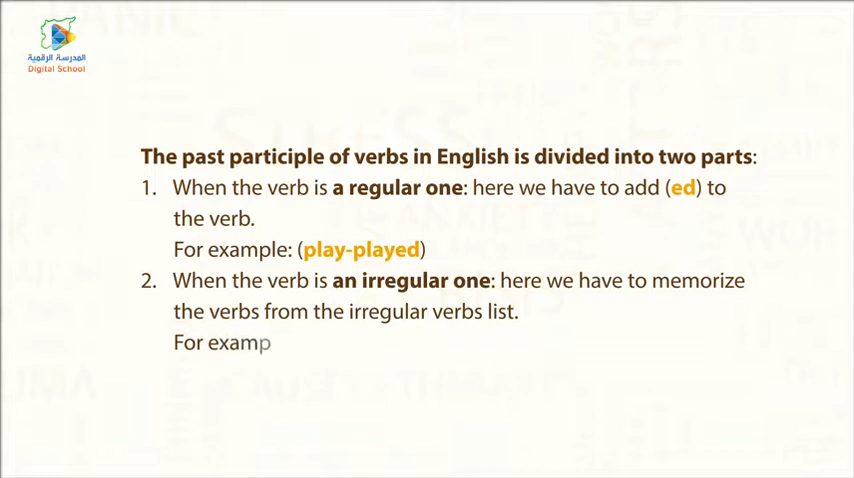 المدرسة الرقمية
Digital School
The past participle of verbs in English is divided into two parts:
1. When the verb is a regular one: here we have to add (ed) to
the verb.
For example: (play-played)
2. When the verb is an irregular one: here we have to memorize
the verbs from the irregular verbs list.
For examp
STRESS
ANXIETY